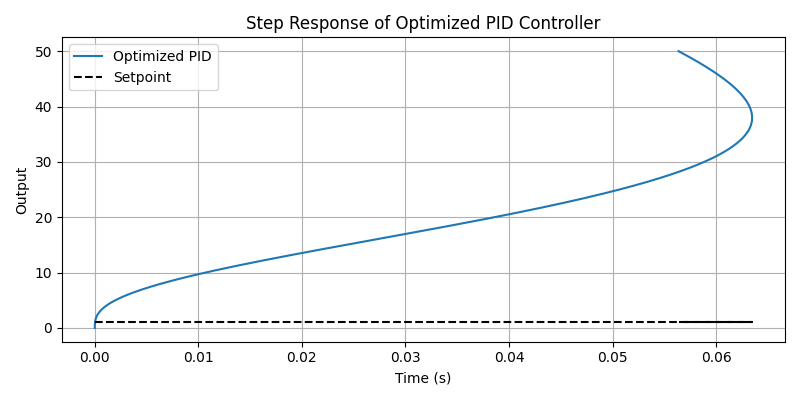 Step Response of Optimized PID Controller
Optimized PID
Setpoint
Output
50
40
30
20
10
0
0.00 0.01 0.02 0.03 0.04 0.05 0.06
Time (s)